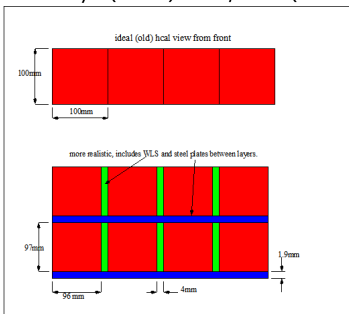 ideal (old) hcal view from front
100mm
100mm
more realistic, includes WLS and steel plates between layers.
97mm
1,9mm
96 mm
4mm